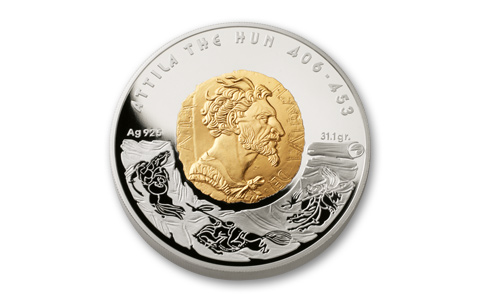 ATTILA THE HUN 406-453
Ag 925
31.1gr.